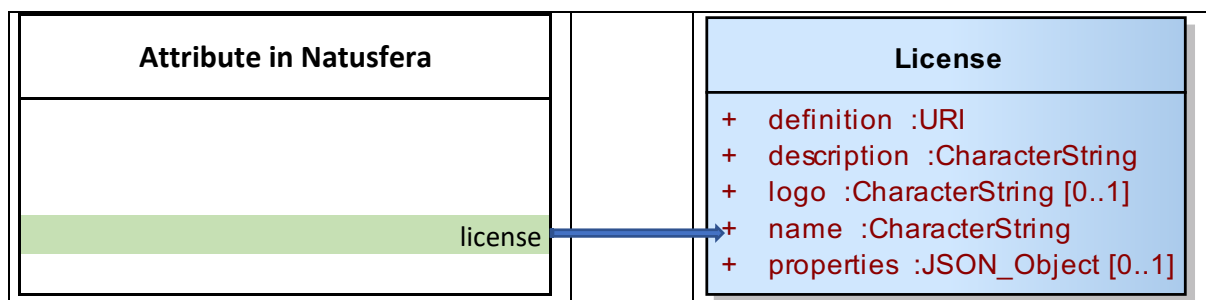 Attribute in Natusfera
license
License
+ definition :URI
+ description :CharacterString
+ logo :CharacterString [0..1]
+ name :CharacterString
+ properties :JSON_Object [0..1]